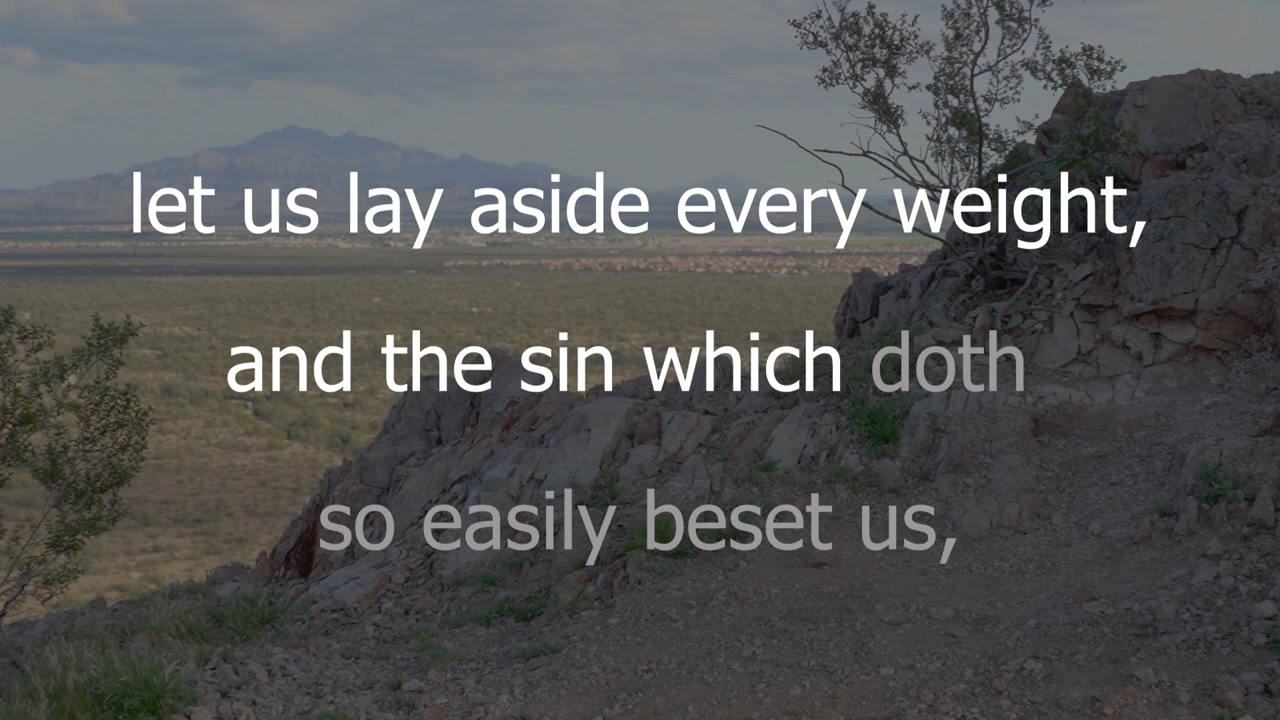 let us lay aside every weight,
and the sin which doth
so easily beset us,